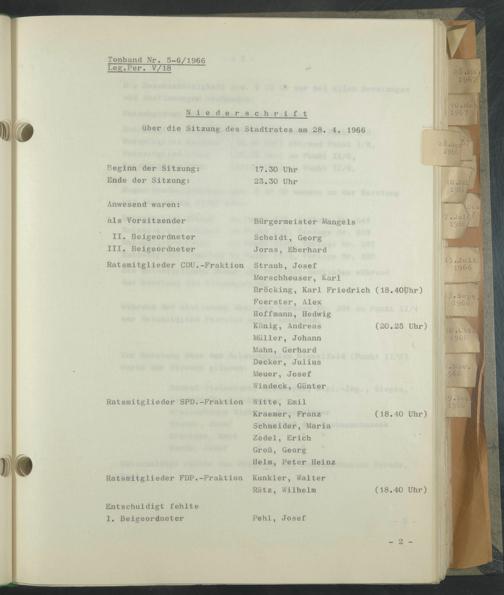 Tonband Nr. 5-6/1966
Leg.Per. V/18
Niederschrift
über die Sitzung des Stadtrates am 28. 4. 1966
Beginn der Sitzung: 17.30 Uhr
Ende der Sitzung: 23.30 Uhr
Anwesend waren:
als Vorsitzender Bürgermeister Mangels
II. Beigeordneter Scheidt, Georg
III. Beigeordneter Joras, Eberhard
Ratsmitglieder CDU.-Fraktion Straub, Josef
Morschheuser, Karl
Bröcking, Karl Friedrich (18.40Uhr)
Foerster, Alex
Hoffmann, Hedwig
König, Andreas (20.25 Uhr)
Müller, Johann
Mahn, Gerhard
Decker, Julius
Meuer, Josef
Windeck, Günter
Ratsmitglieder SPD.-Fraktion Witte, Emil
Kraemer, Franz (18.40 Uhr)
Schneider, Maria
Zedel, Erich
Groß, Georg
Helm, Peter Heinz
Ratsmitglieder FDP.-Fraktion Kunkler, Walter
Rütz, Wilhelm (18.40 Uhr)
Entschuldigt fehlte
I. Beigeordneter Pehl, Josef
- 2 -